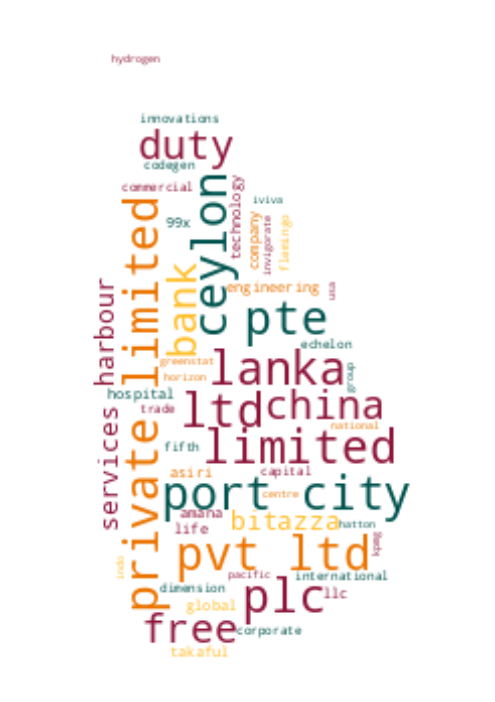 hydrogen
innovations
duty
codegen
commercial
ceylon
technology
iviva
99x
company
invigorate
flemingo
private limited
bank
engineering
usa
harbour
pte
echelon
greenstat
lanka
horizon
group
hospital
trade
ltd
china
national
services
fifth
limited
asiri
capital
port city
centre
amana
life
bitazza
hatton
kpmg
pvt ltd
indo
pacific
international
dimension
plc
llc
global
free
corporate
takaful